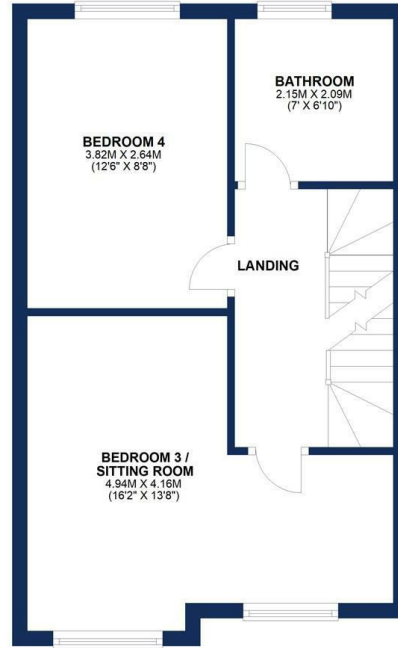 BEDROOM 4
3.82M X 2.64M
(12'6" X 8'8")
BATHROOM
2.15M X 2.09M
(7' X 6'10")
LANDING
BEDROOM 3 /
SITTING ROOM
4.94M X 4.16M
(16'2" X 13'8")